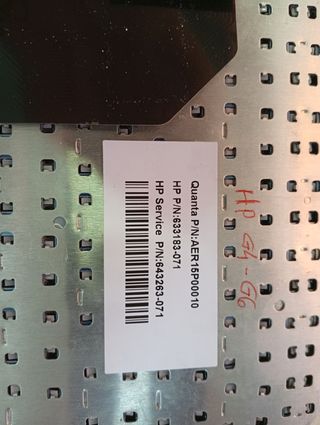 Quanta P/N:AER15P00010
HP P/N:633183-071
HP Service P/N:643263-071
HP G4-G6